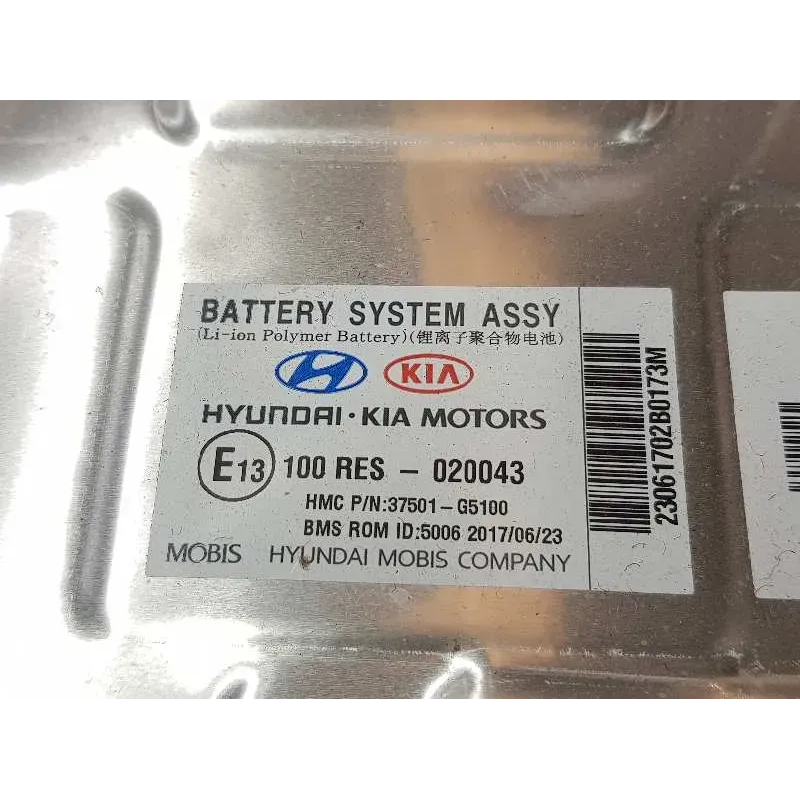 BATTERY SYSTEM ASSY
(Li-ion Polymer Battery)(锂离子聚合物电池)
KIA
HYUNDAI · KIA MOTORS
E13 100 RES - 020043
HMC P/N:37501-G5100
BMS ROM ID:5006 2017/06/23
MOBIS HYUNDAI MOBIS COMPANY
23061702B0173M